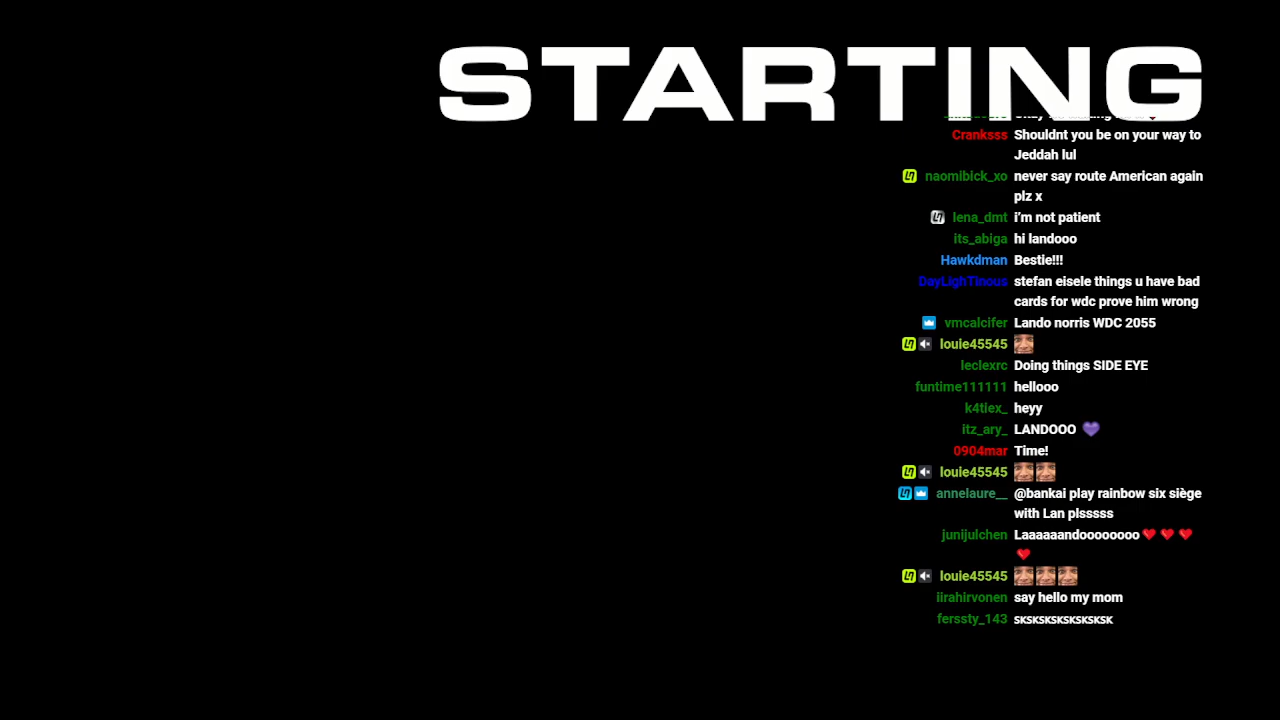 STARTING
Cranksss Shouldnt you be on your way to
Jeddah lul
naomibick_xo never say route American again
plz x
lena_dmt i'm not patient
its_abiga hi landooo
Hawkdman Bestie!!!
DayLighTinous stefan eisele things u have bad
cards for wdc prove him wrong
vmcalcifer Lando norris WDC 2055
louie45545
leclexrc Doing things SIDE EYE
funtime111111 hellooo
k4tlex_ heyy
itz_ary_ LANDOOO 💜
0904mar Time!
louie45545
annelaure__ @bankai play rainbow six siège
with Lan plsssss
junijulchen Laaaaaandoooooooo❤️ ❤️ ❤️
❤️
louie45545
iirahirvonen say hello my mom
ferssty_143 sᴋsᴋsᴋsᴋsᴋsᴋsᴋsᴋ